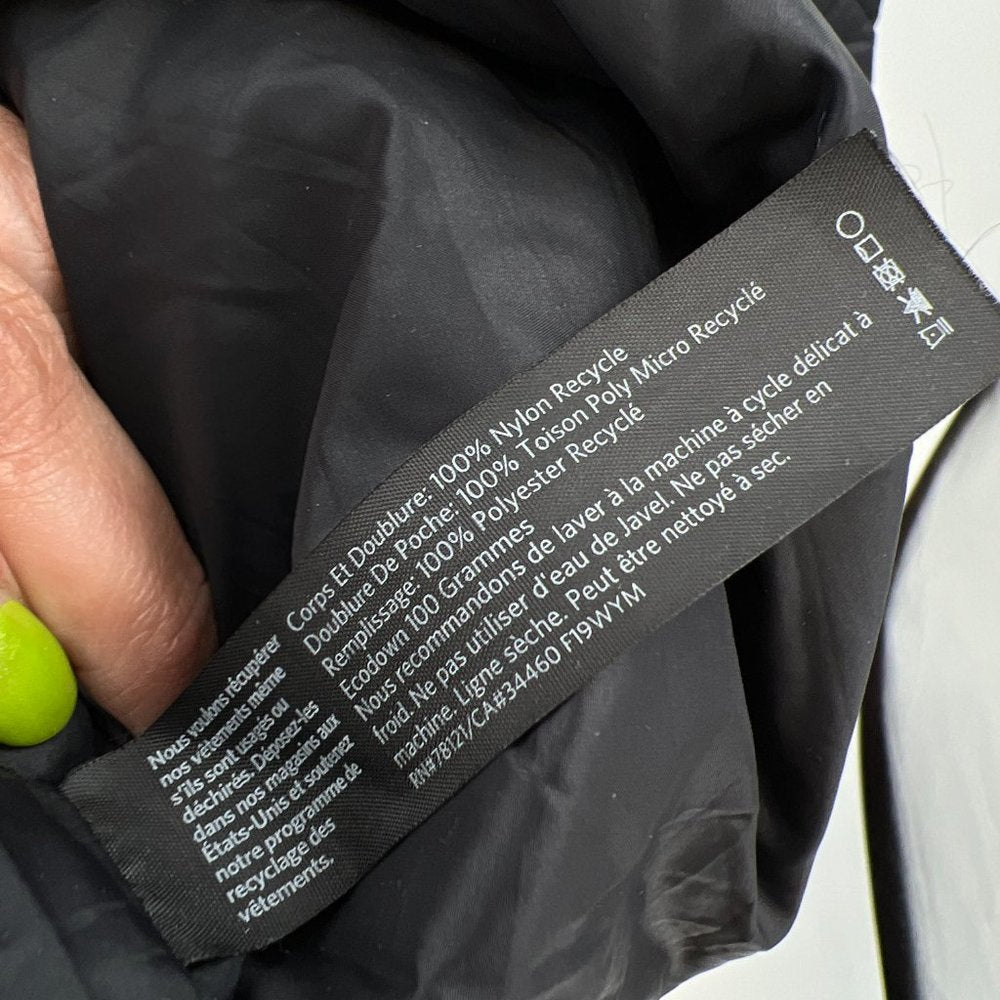 Corps Et Doublure: 100% Nylon Recycle
Doublure De Poche: 100% Toison Poly Micro Recyclé
Remplissage: 100% Polyester Recyclé
Ecodown 100 Grammes
Nous recommandons de laver à la machine à cycle délicat à
froid. Ne pas utiliser d'eau de Javel. Ne pas sécher en
machine. Ligne sèche. Peut être nettoyé à sec.
RN#78121/CA#34460 F19WYM
Nous voulons récupérer
nos vêtements même
s'ils sont usagés ou
déchirés. Déposez-les
dans nos magasins aux
États-Unis et soutenez
notre programme de
recyclage des
vêtements.